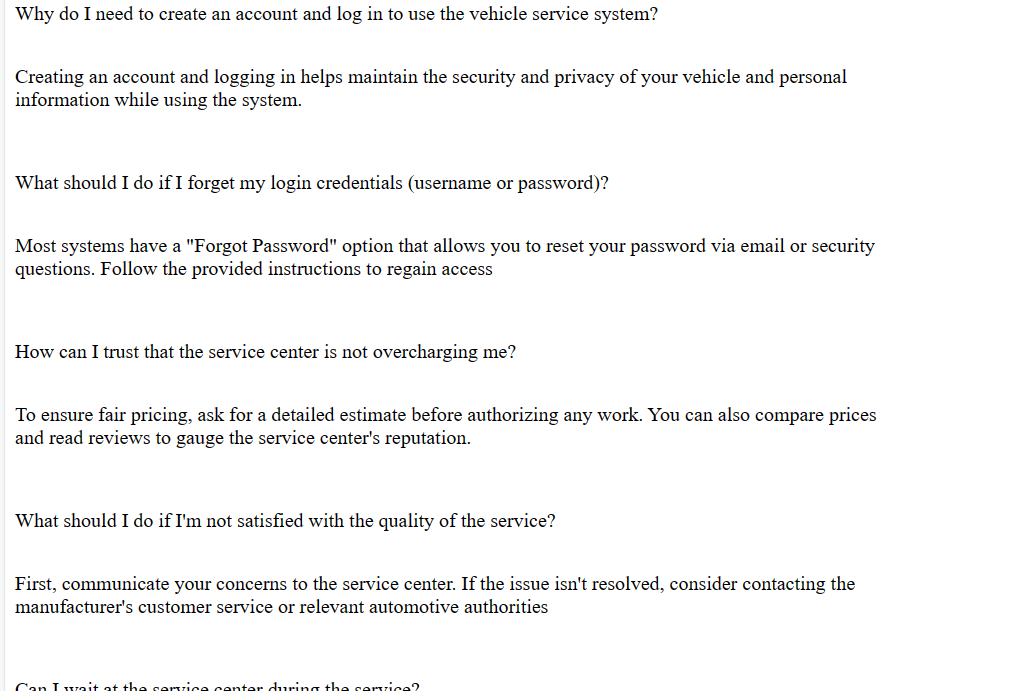 Why do I need to create an account and log in to use the vehicle service system?
Creating an account and logging in helps maintain the security and privacy of your vehicle and personal
information while using the system.
What should I do if I forget my login credentials (username or password)?
Most systems have a "Forgot Password" option that allows you to reset your password via email or security
questions. Follow the provided instructions to regain access
How can I trust that the service center is not overcharging me?
To ensure fair pricing, ask for a detailed estimate before authorizing any work. You can also compare prices
and read reviews to gauge the service center's reputation.
What should I do if I'm not satisfied with the quality of the service?
First, communicate your concerns to the service center. If the issue isn't resolved, consider contacting the
manufacturer's customer service or relevant automotive authorities
Can I wait at the service center during the service?